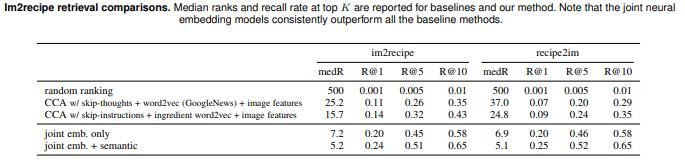 Im2recipe retrieval comparisons. Median ranks and recall rate at top K are reported for baselines and our method. Note that the joint neural
embedding models consistently outperform all the baseline methods.
im2recipe recipe2im
medR R@1 R@5 R@10 medR R@1 R@5 R@10
random ranking 500 0.001 0.005 0.01 500 0.001 0.005 0.01
CCA w/ skip-thoughts + word2vec (GoogleNews) + image features 25.2 0.11 0.26 0.35 37.0 0.07 0.20 0.29
CCA w/ skip-instructions + ingredient word2vec + image features 15.7 0.14 0.32 0.43 24.8 0.09 0.24 0.35
joint emb. only 7.2 0.20 0.45 0.58 6.9 0.20 0.46 0.58
joint emb. + semantic 5.2 0.24 0.51 0.65 5.1 0.25 0.52 0.65